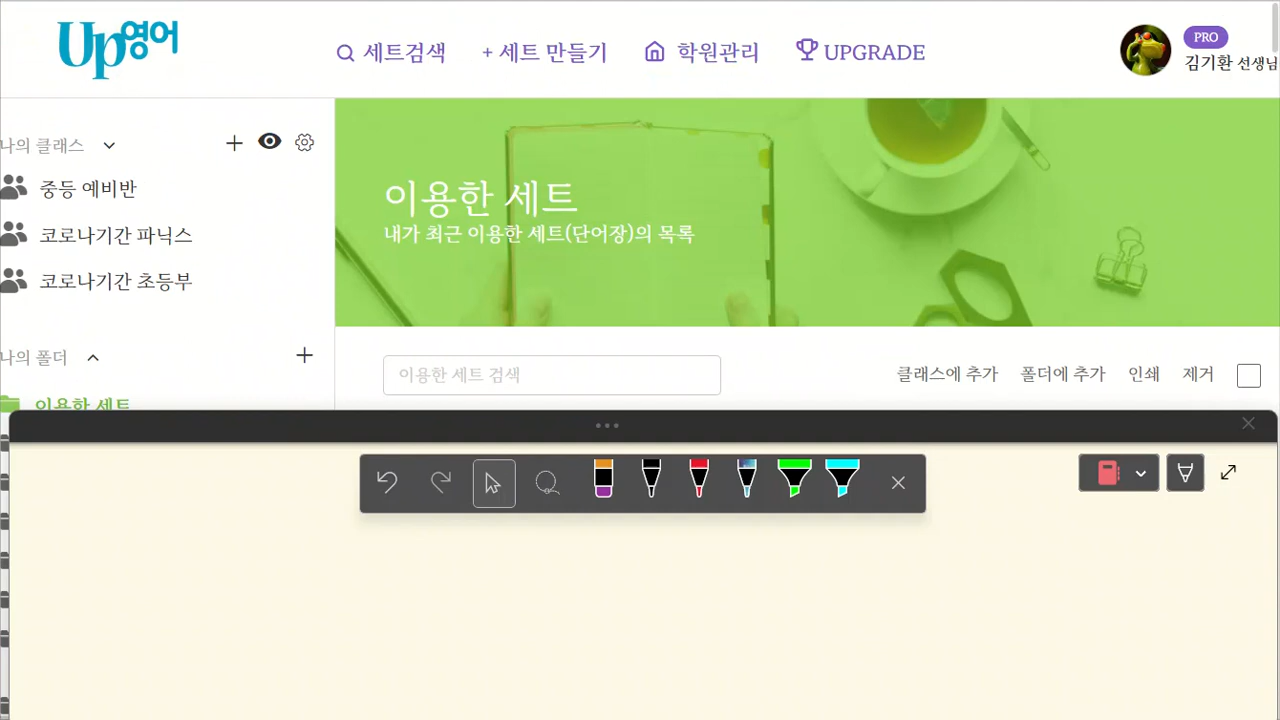 Up영어
세트검색
+ 세트 만들기
학원관리
UPGRADE
PRO
김기환 선생님
나의 클래스
중등 예비반
코로나기간 파닉스
코로나기간 초등부
나의 폴더
이용한 세트
이용한 세트
내가 최근 이용한 세트(단어장)의 목록
이용한 세트 검색
클래스에 추가
폴더에 추가
인쇄
제거